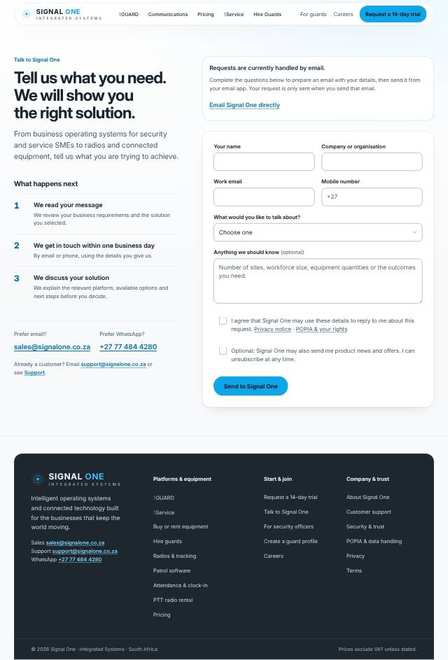 SIGNAL ONE
INTEGRATED SYSTEMS
iGUARD
Communications
Pricing
iService
Hire Guards
For guards
Careers
Request a 14-day trial
Talk to Signal One
Tell us what you need.
We will show you
the right solution.
From business operating systems for security
and service SMEs to radios and connected
equipment, tell us what you are trying to achieve.
What happens next
1
We read your message
We review your business requirements and the solution
you selected.
2
We get in touch within one business day
By email or phone, using the details you give us.
3
We discuss your solution
We explain the relevant platform, available options and
next steps before you decide.
Prefer email?
sales@signalone.co.za
Prefer WhatsApp?
+27 77 484 4280
Already a customer? Email support@signalone.co.za or
see Support.
Requests are currently handled by email.
Complete the questions below to prepare an email with your details, then send it from
your email app. Your request is only sent when you send that email.
Email Signal One directly
Your name
Company or organisation
Work email
Mobile number
+27
What would you like to talk about?
Choose one
Anything we should know (optional)
Number of sites, workforce size, equipment quantities or the outcomes
you need.
I agree that Signal One may use these details to reply to me about this
request. Privacy notice · POPIA & your rights
Optional: Signal One may also send me product news and offers. I can
unsubscribe at any time.
Send to Signal One
SIGNAL ONE
INTEGRATED SYSTEMS
Intelligent operating systems
and connected technology built
for the businesses that keep the
world moving.
Sales sales@signalone.co.za
Support support@signalone.co.za
WhatsApp +27 77 484 4280
Platforms & equipment
iGUARD
iService
Buy or rent equipment
Hire guards
Radios & tracking
Patrol software
Attendance & clock-in
PTT radio rental
Pricing
Start & join
Request a 14-day trial
Talk to Signal One
For security officers
Create a guard profile
Careers
Company & trust
About Signal One
Customer support
Security & trust
POPIA & data handling
Privacy
Terms
© 2026 Signal One · Integrated Systems · South Africa
Prices exclude VAT unless stated.